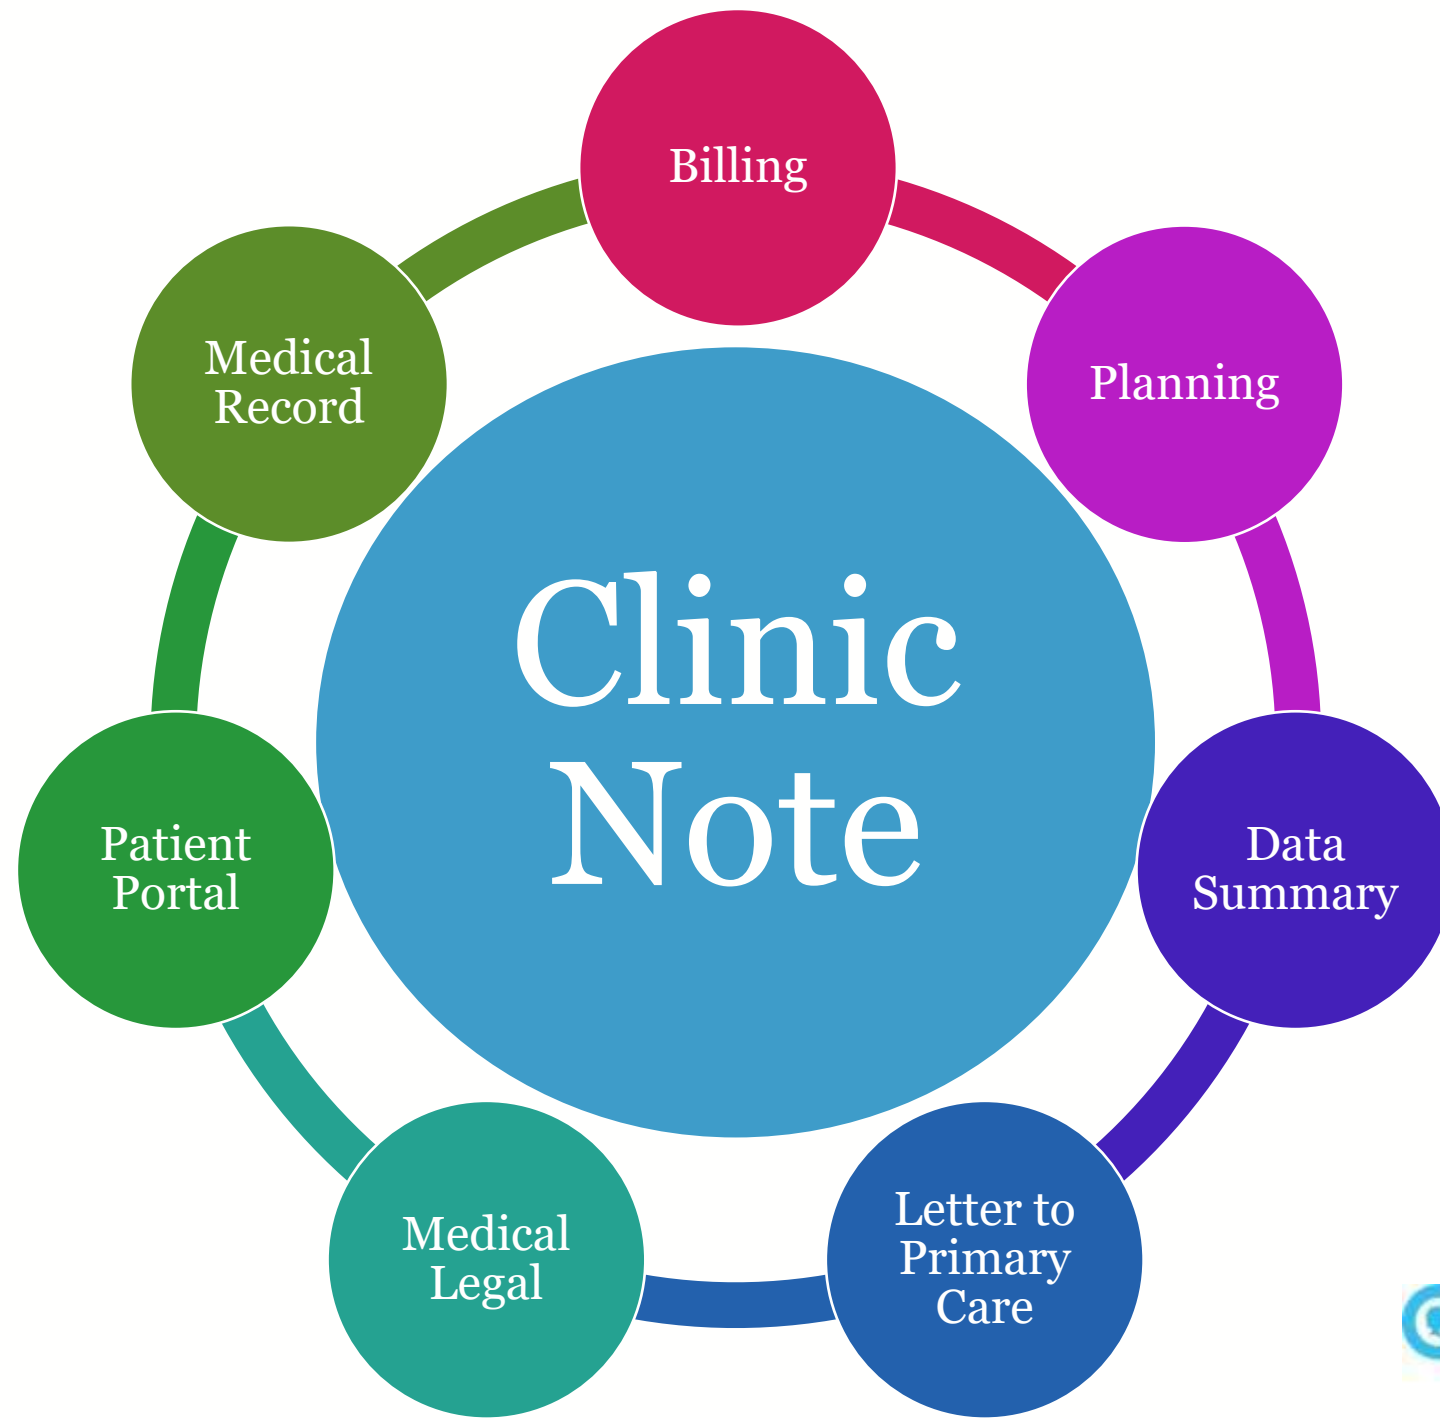 Billing
Planning
Data
Summary
Letter to
Primary
Care
Medical
Legal
Patient
Portal
Medical
Record
Clinic
Note